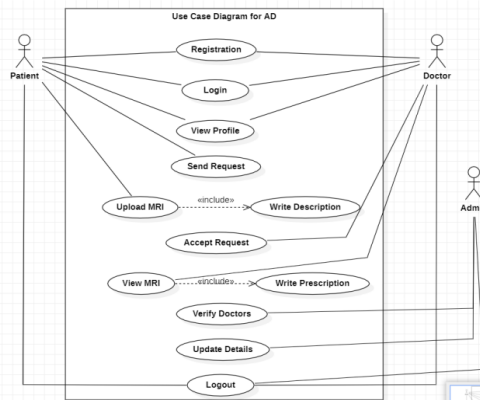 Use Case Diagram for AD
Registration
Patient
Doctor
Login
View Profile
Send Request
Upload MRI
«include»
Write Description
Adm
Accept Request
View MRI
«include»
Write Prescription
Verify Doctors
Update Details
Logout